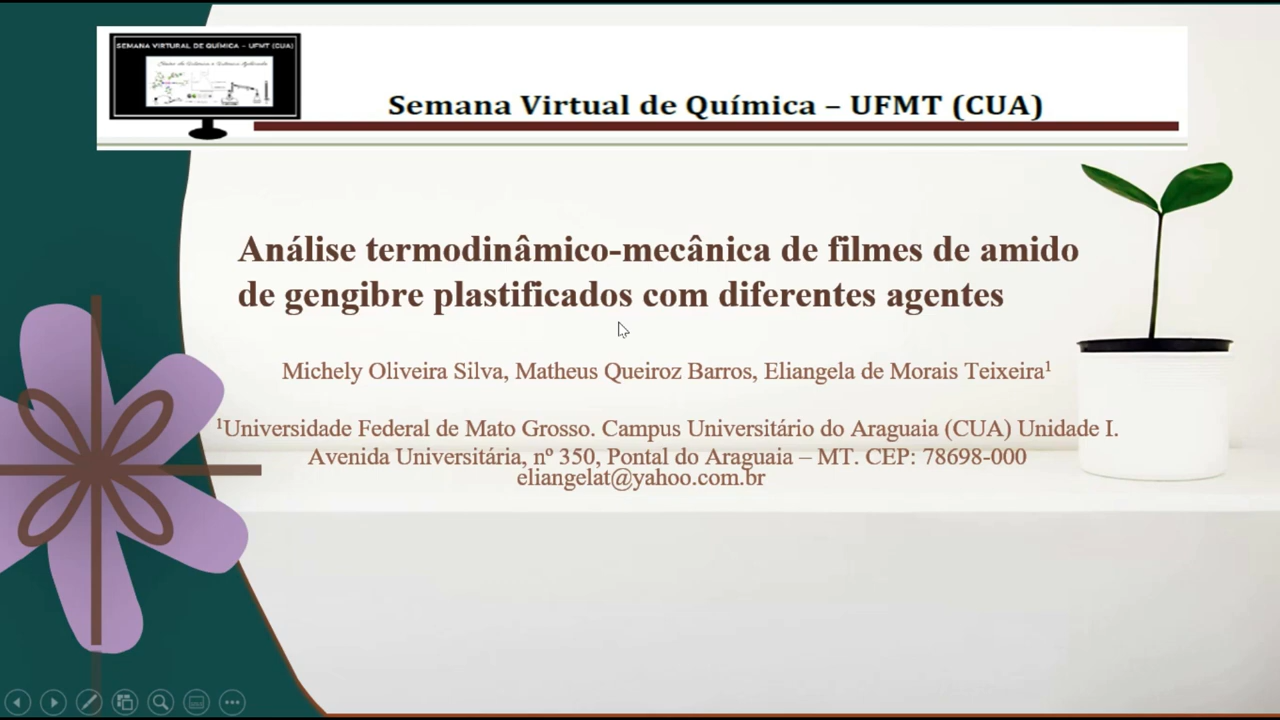 SEMANA VIRTURAL DE QUÍMICA – UFMT (CUA)
Semana Virtual de Química – UFMT (CUA)
Análise termodinâmico-mecânica de filmes de amido
de gengibre plastificados com diferentes agentes
Michely Oliveira Silva, Matheus Queiroz Barros, Eliangela de Morais Teixeira¹
¹Universidade Federal de Mato Grosso. Campus Universitário do Araguaia (CUA) Unidade I.
Avenida Universitária, nº 350, Pontal do Araguaia – MT. CEP: 78698-000
eliangelat@yahoo.com.br